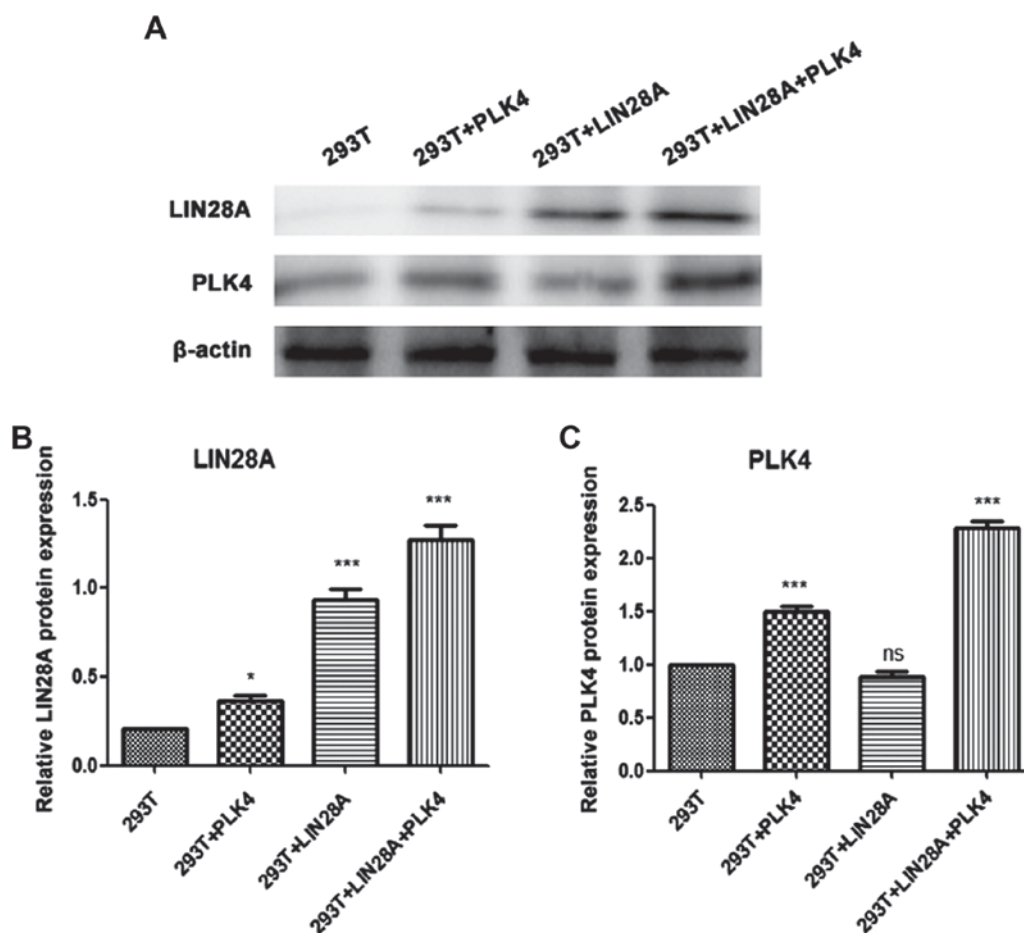 A
293T
293T+PLK4
293T+LIN28A
293T+LIN28A+PLK4
LIN28A
PLK4
β-actin
B
LIN28A
Relative LIN28A protein expression
1.5
1.0
0.5
0.0
*
***
***
293T
293T+PLK4
293T+LIN28A
293T+LIN28A+PLK4
C
PLK4
Relative PLK4 protein expression
2.5
2.0
1.5
1.0
0.5
0.0
***
ns
***
293T
293T+PLK4
293T+LIN28A
293T+LIN28A+PLK4